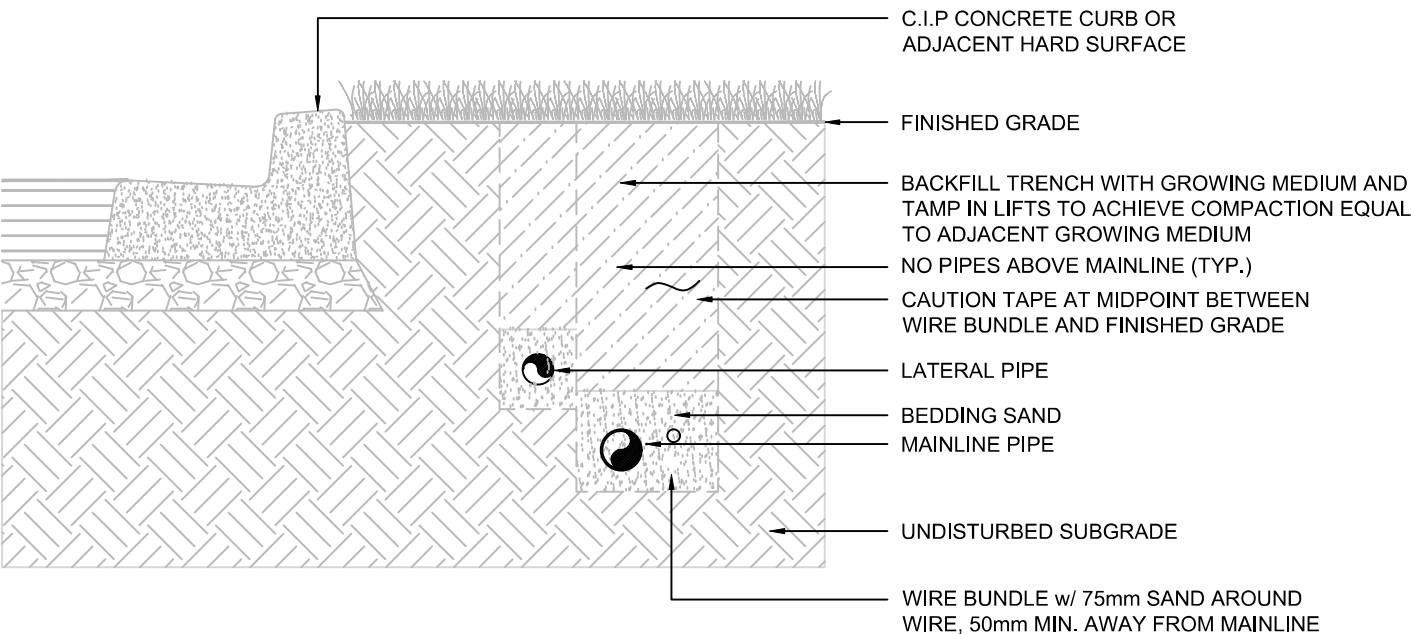 C.I.P CONCRETE CURB OR
ADJACENT HARD SURFACE
FINISHED GRADE
BACKFILL TRENCH WITH GROWING MEDIUM AND
TAMP IN LIFTS TO ACHIEVE COMPACTION EQUAL
TO ADJACENT GROWING MEDIUM
NO PIPES ABOVE MAINLINE (TYP.)
CAUTION TAPE AT MIDPOINT BETWEEN
WIRE BUNDLE AND FINISHED GRADE
LATERAL PIPE
BEDDING SAND
MAINLINE PIPE
UNDISTURBED SUBGRADE
WIRE BUNDLE w/ 75mm SAND AROUND
WIRE, 50mm MIN. AWAY FROM MAINLINE